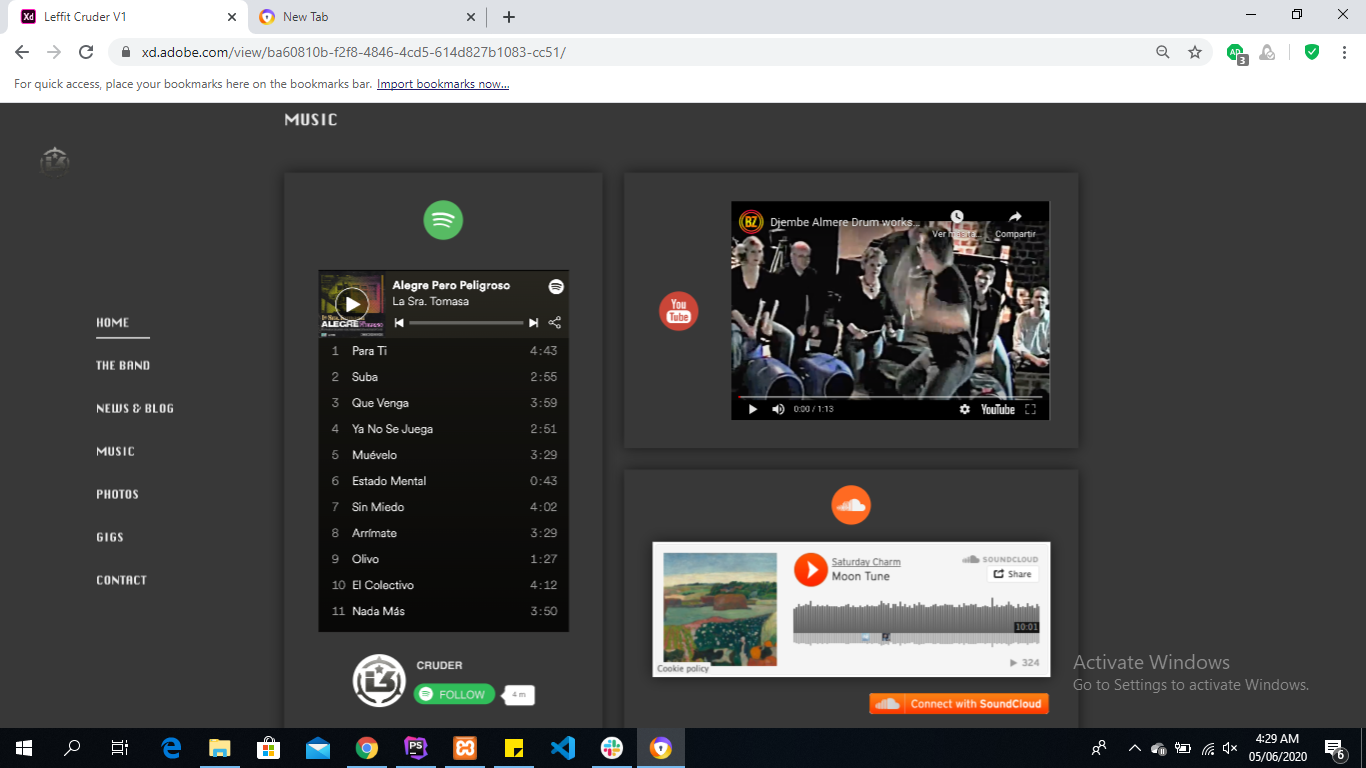 Leffit Cruder V1
New Tab
xd.adobe.com/view/ba60810b-f2f8-4846-4cd5-614d827b1083-cc51/
3
For quick access, place your bookmarks here on the bookmarks bar. Import bookmarks now...
MUSIC
HOME
THE BAND
NEWS & BLOG
MUSIC
PHOTOS
GIGS
CONTACT
Alegre Pero Peligroso
La Sra. Tomasa
ALEGRE
1 Para Ti 4:43
2 Suba 2:55
3 Que Venga 3:59
4 Ya No Se Juega 2:51
5 Muévelo 3:29
6 Estado Mental 0:43
7 Sin Miedo 4:02
8 Arrímate 3:29
9 Olivo 1:27
10 El Colectivo 4:12
11 Nada Más 3:50
CRUDER
FOLLOW
4 m
You
Tube
BZ
Djembe Almere Drum works...
Ver más ta...
Compartir
0:00 / 1:13
YouTube
Saturday Charm
Moon Tune
SOUNDCLOUD
Share
10:01
Cookie policy
324
Connect with SoundCloud
Activate Windows
Go to Settings to activate Windows.
4:29 AM
05/06/2020
6